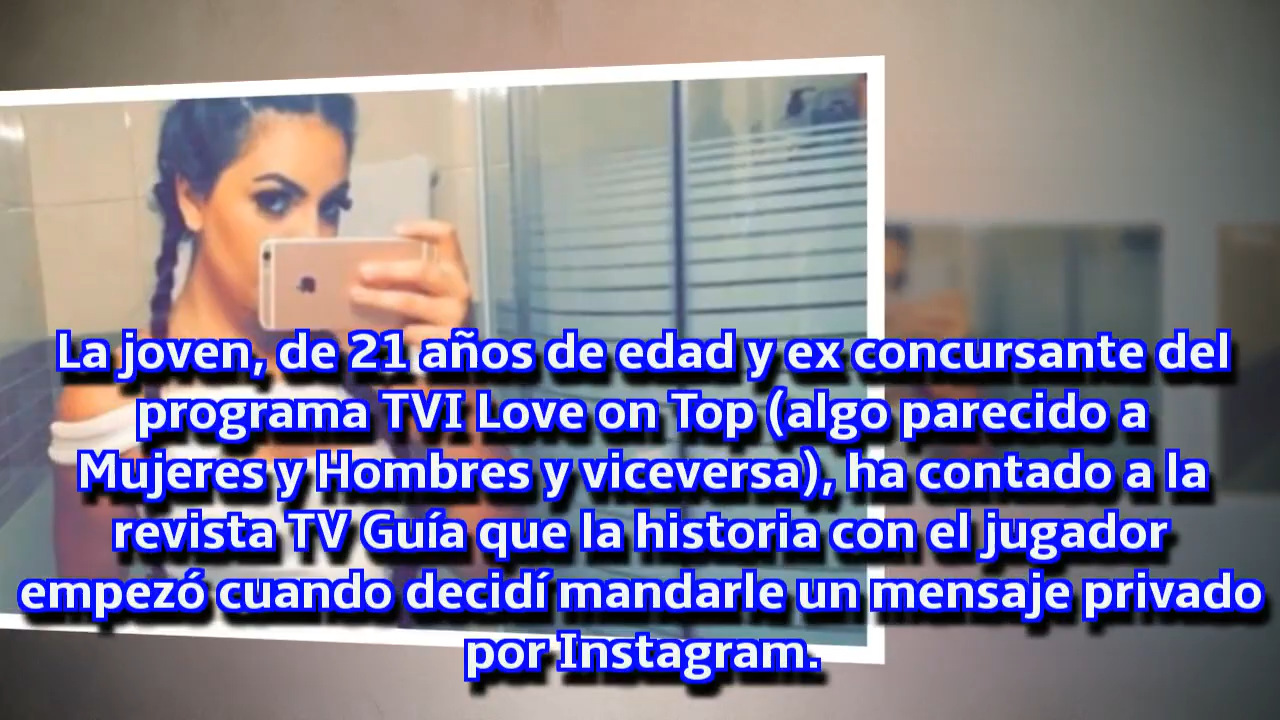 La joven, de 21 años de edad y ex concursante del
programa TVI Love on Top (algo parecido a
Mujeres y Hombres y viceversa), ha contado a la
revista TV Guía que la historia con el jugador
empezó cuando decidí mandarle un mensaje privado
por Instagram.